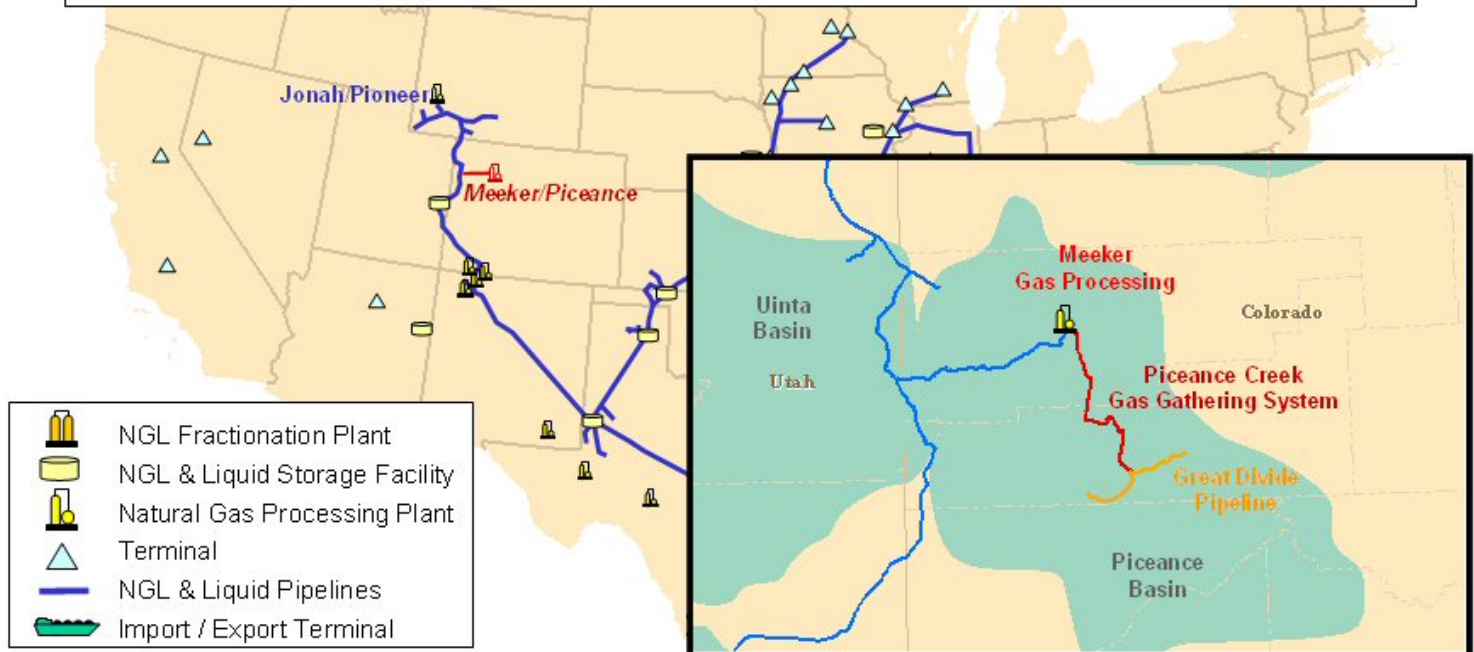 Jonah/Pioneer
Meeker/Piceance
Meeker
Gas Processing
Uinta
Basin
Colorado
Utah
Piceance Creek
Gas Gathering System
Great Divide
Pipeline
Piceance
Basin
NGL Fractionation Plant
NGL & Liquid Storage Facility
Natural Gas Processing Plant
Terminal
NGL & Liquid Pipelines
Import / Export Terminal